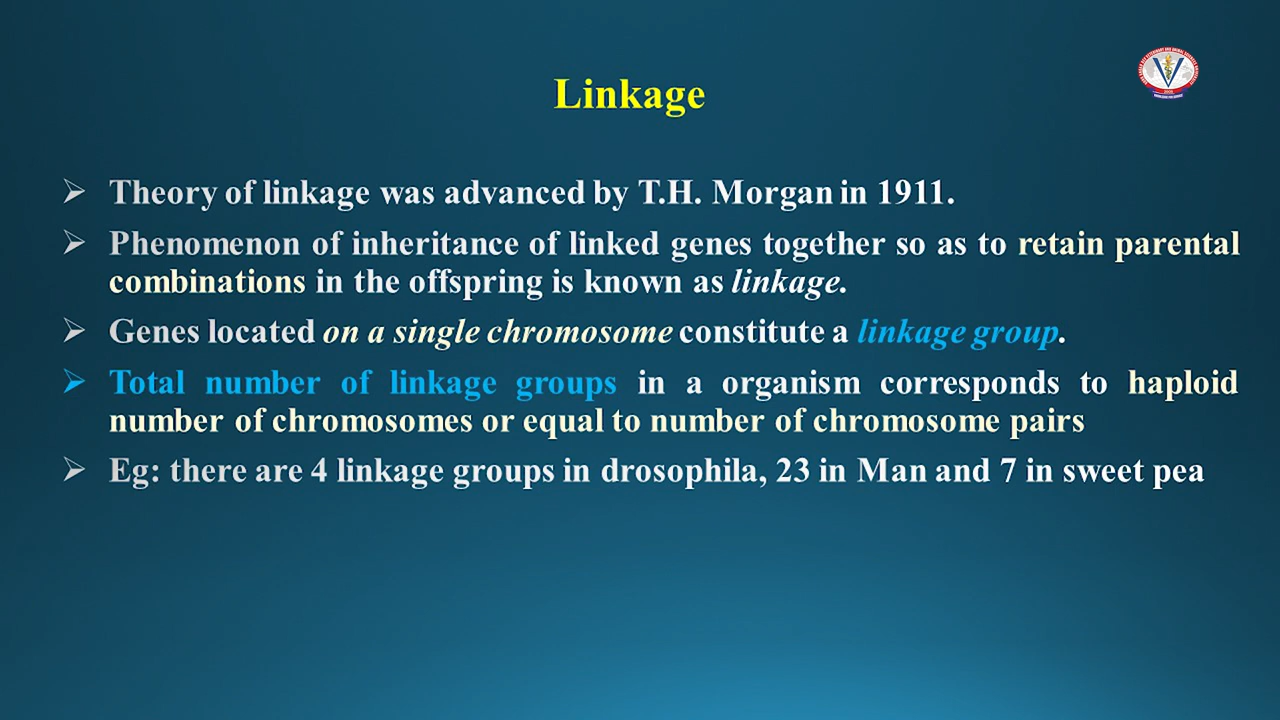 Linkage
V
➢ Theory of linkage was advanced by T.H. Morgan in 1911.
➢ Phenomenon of inheritance of linked genes together so as to retain parental
combinations in the offspring is known as linkage.
➢ Genes located on a single chromosome constitute a linkage group.
➢ Total number of linkage groups in a organism corresponds to haploid
number of chromosomes or equal to number of chromosome pairs
➢ Eg: there are 4 linkage groups in drosophila, 23 in Man and 7 in sweet pea